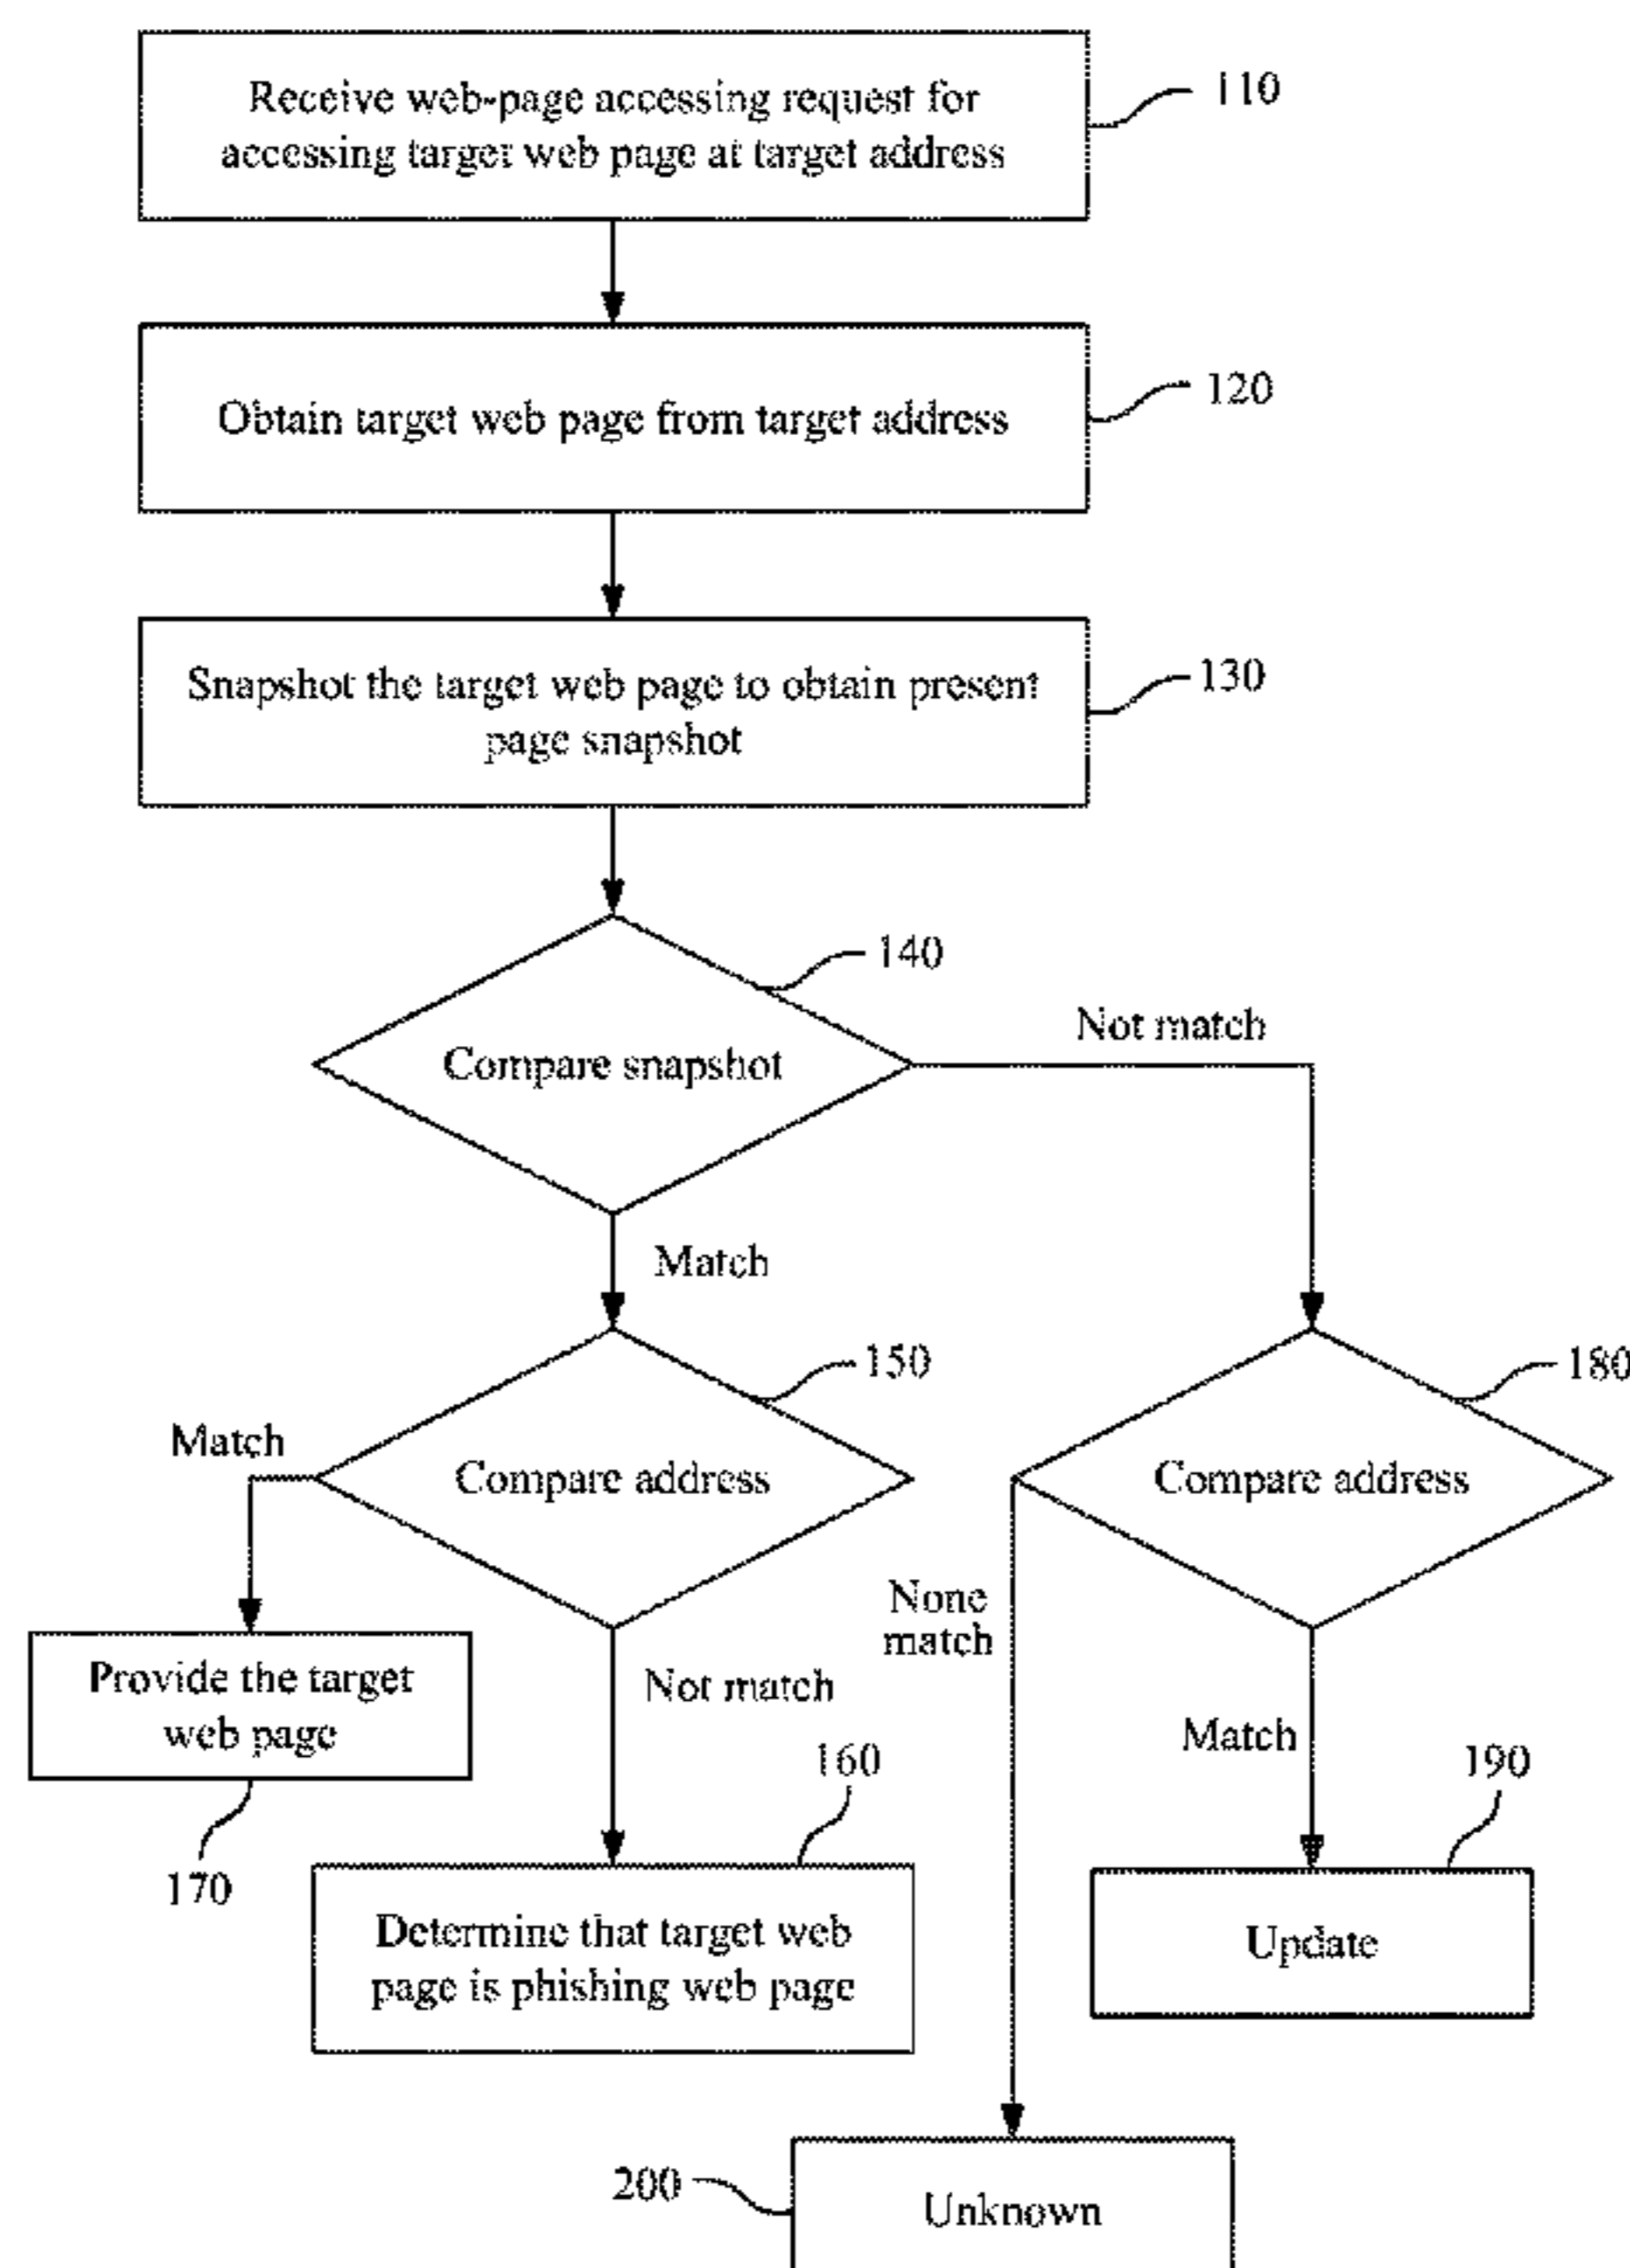 Receive web-page accessing request for
accessing target web page at target address
110
Obtain target web page from target address
120
Snapshot the target web page to obtain present
page snapshot
130
140
Compare snapshot
Not match
Match
150
180
Match
Compare address
Compare address
None
match
Provide the target
web page
Not match
Match
160
190
170
Determine that target web
page is phishing web page
Update
200
Unknown